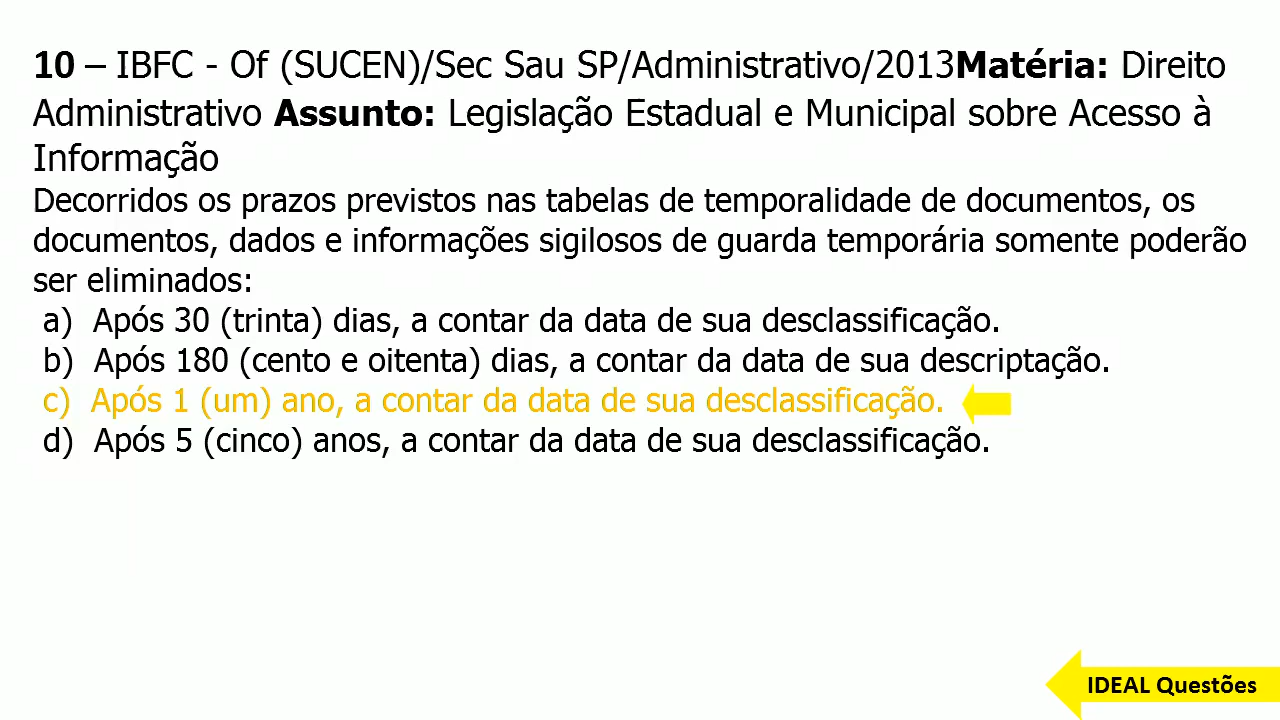 10 – IBFC - Of (SUCEN)/Sec Sau SP/Administrativo/2013Matéria: Direito
Administrativo Assunto: Legislação Estadual e Municipal sobre Acesso à
Informação
Decorridos os prazos previstos nas tabelas de temporalidade de documentos, os
documentos, dados e informações sigilosos de guarda temporária somente poderão
ser eliminados:
a) Após 30 (trinta) dias, a contar da data de sua desclassificação.
b) Após 180 (cento e oitenta) dias, a contar da data de sua descriptação.
c) Após 1 (um) ano, a contar da data de sua desclassificação.
d) Após 5 (cinco) anos, a contar da data de sua desclassificação.
IDEAL Questões